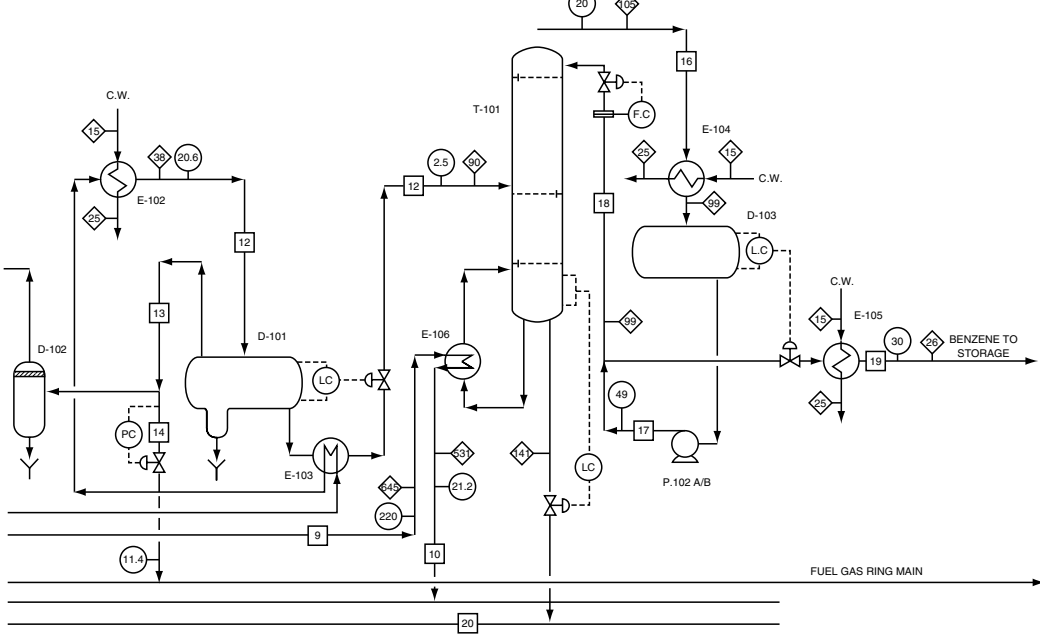 20
105
16
T-101
C.W.
F.C
15
E-104
25
15
38
20.6
2.5
90
C.W.
12
E-102
18
99
25
D-103
12
L.C
C.W.
13
15
E-105
99
D-101
E-106
30
26
BENZENE TO
STORAGE
D-102
19
LC
49
25
PC
14
17
E-103
531
141
LC
P.102 A/B
645
21.2
220
9
10
11.4
FUEL GAS RING MAIN
20